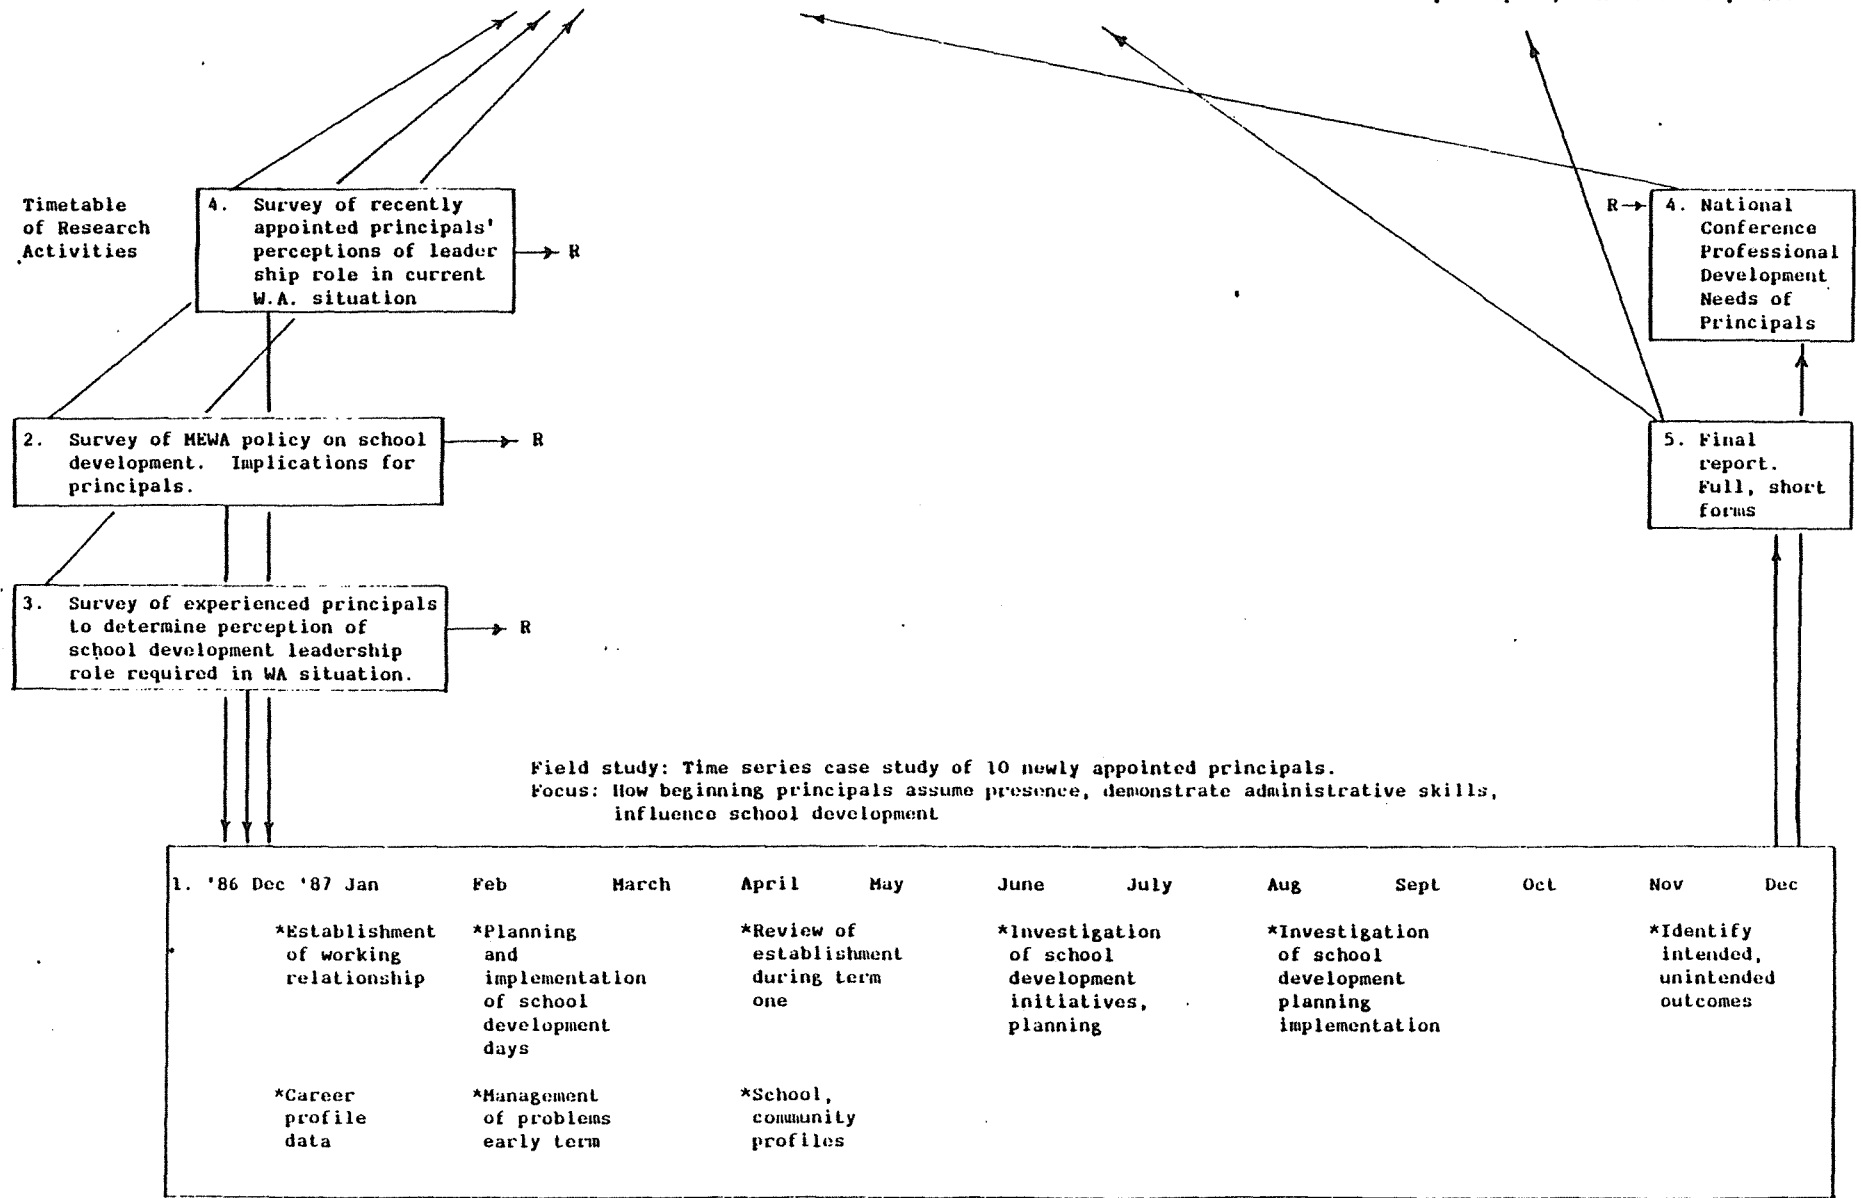 Timetable
of Research
Activities
4. Survey of recently
appointed principals'
perceptions of leader
ship role in current
W.A. situation
R
R
4. National
Conference
Professional
Development
Needs of
Principals
2. Survey of MEWA policy on school
development. Implications for
principals.
R
5. Final
report.
Full, short
forms
3. Survey of experienced principals
to determine perception of
school development leadership
role required in WA situation.
R
Field study: Time series case study of 10 newly appointed principals.
Focus: How beginning principals assume presence, demonstrate administrative skills,
influence school development
1. '86 Dec '87 Jan Feb March April May June July Aug Sept Oct Nov Dec
*Establishment
of working
relationship
*Planning
and
implementation
of school
development
days
*Review of
establishment
during term
one
*Investigation
of school
development
initiatives,
planning
*Investigation
of school
development
planning
implementation
*Identify
intended,
unintended
outcomes
*Career
profile
data
*Management
of problems
early term
*School,
community
profiles